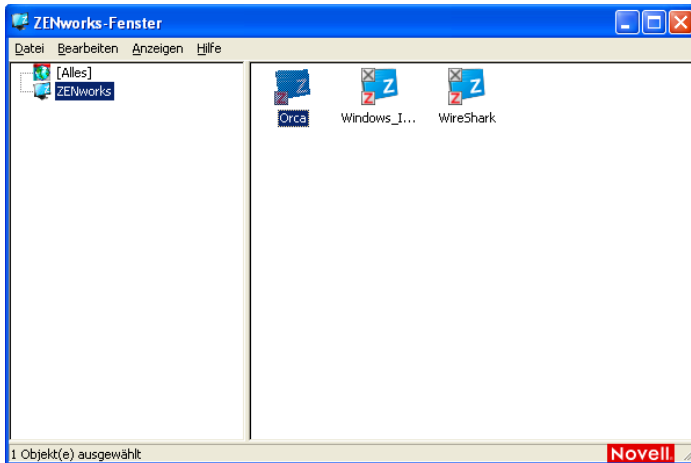 ZENworks-Fenster
Datei Bearbeiten Anzeigen Hilfe
[Alles]
ZENworks
Orca
Windows_I...
WireShark
1 Objekt(e) ausgewählt
Novell.